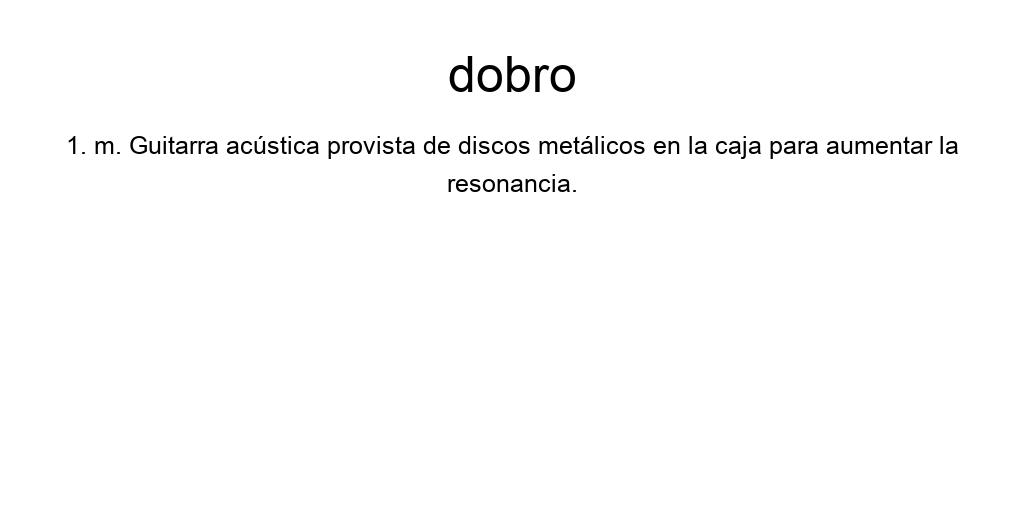 dobro
1. m. Guitarra acústica provista de discos metálicos en la caja para aumentar la
resonancia.